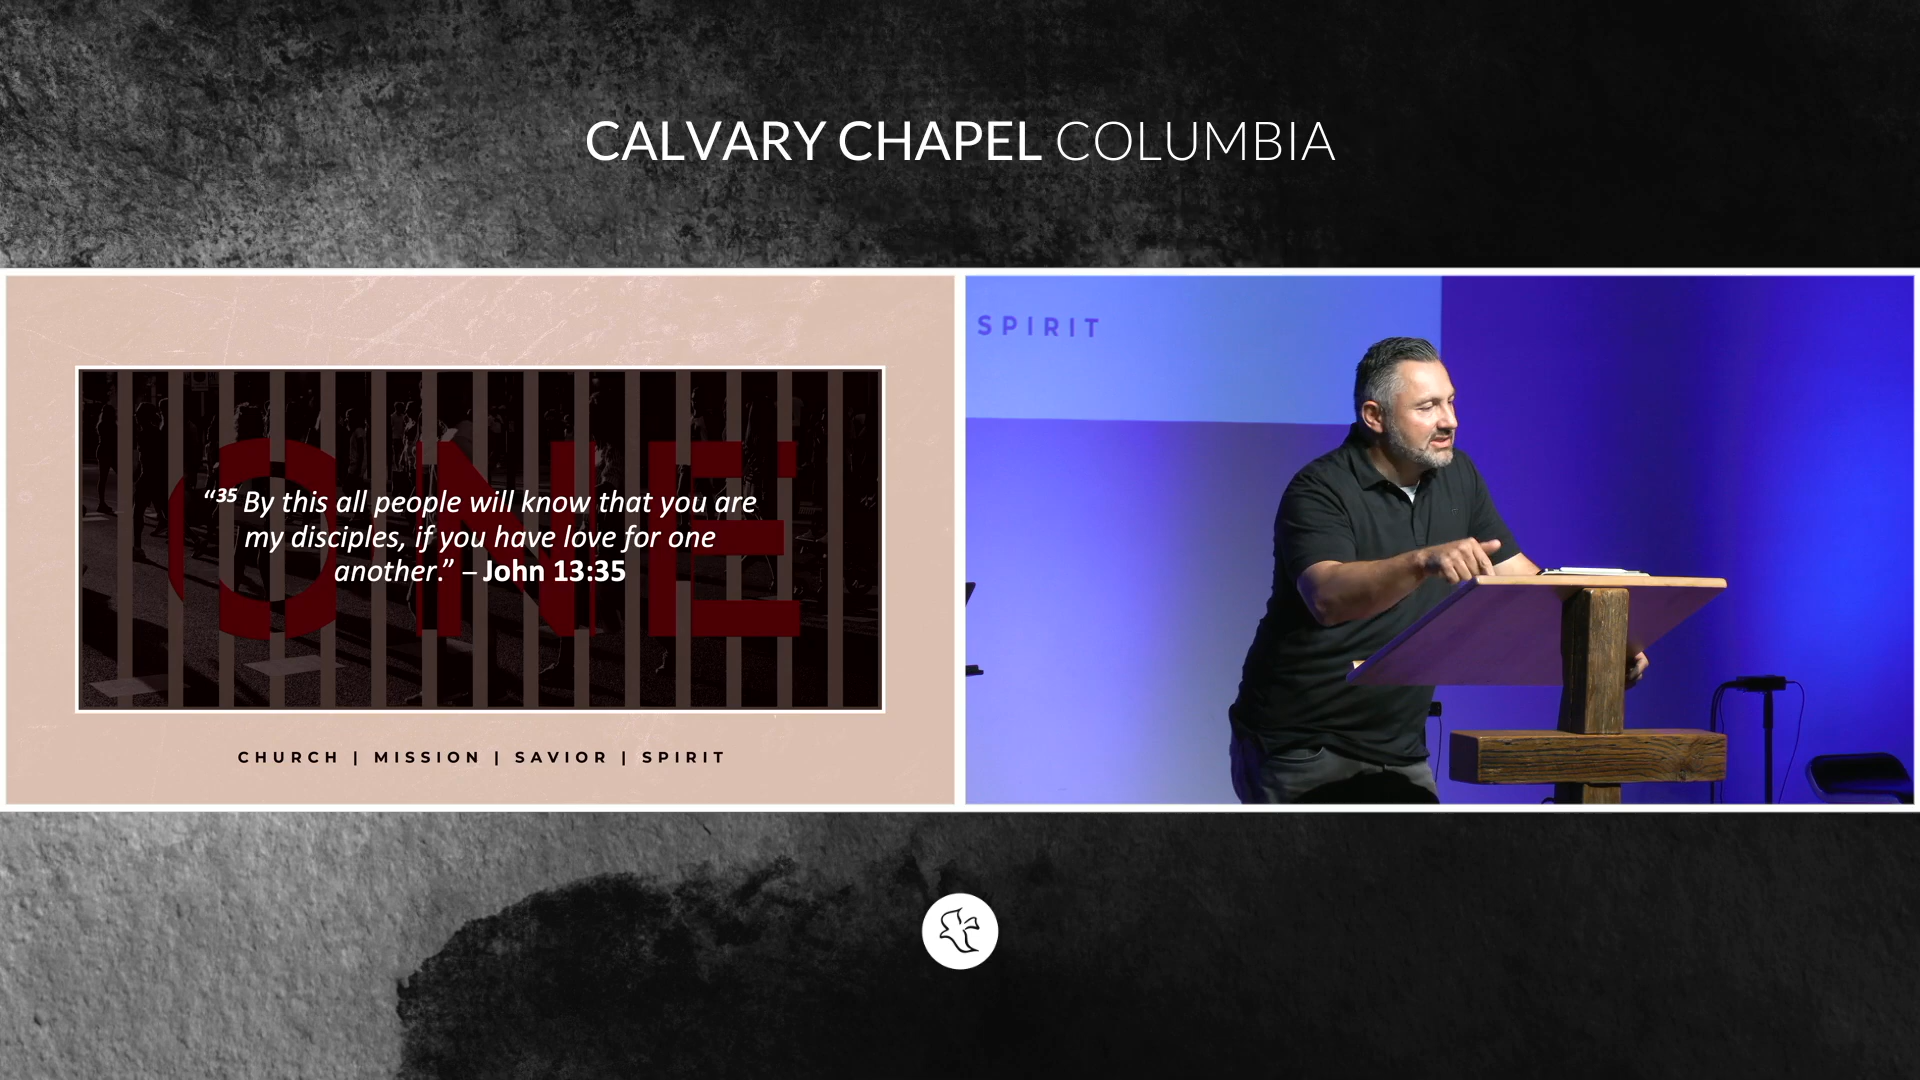 CALVARY CHAPEL COLUMBIA
ONE
“35 By this all people will know that you are
my disciples, if you have love for one
another.” – John 13:35
CHURCH | MISSION | SAVIOR | SPIRIT
SPIRIT